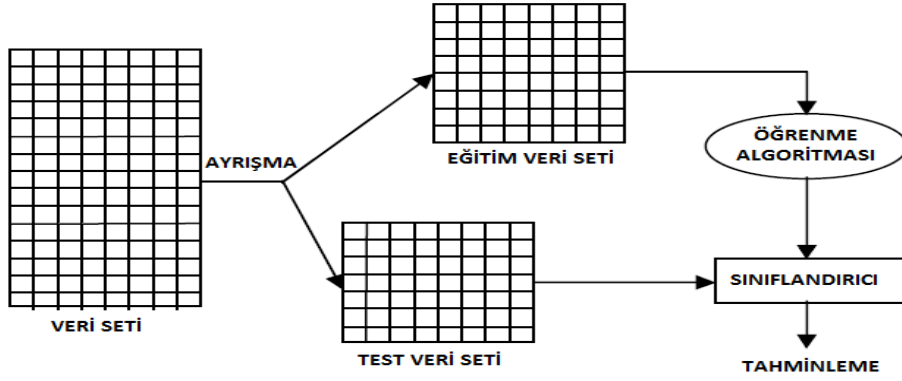 VERİ SETİ
AYRIŞMA
EĞİTİM VERİ SETİ
TEST VERİ SETİ
ÖĞRENME
ALGORİTMASI
SINIFLANDIRICI
TAHMİNLEME